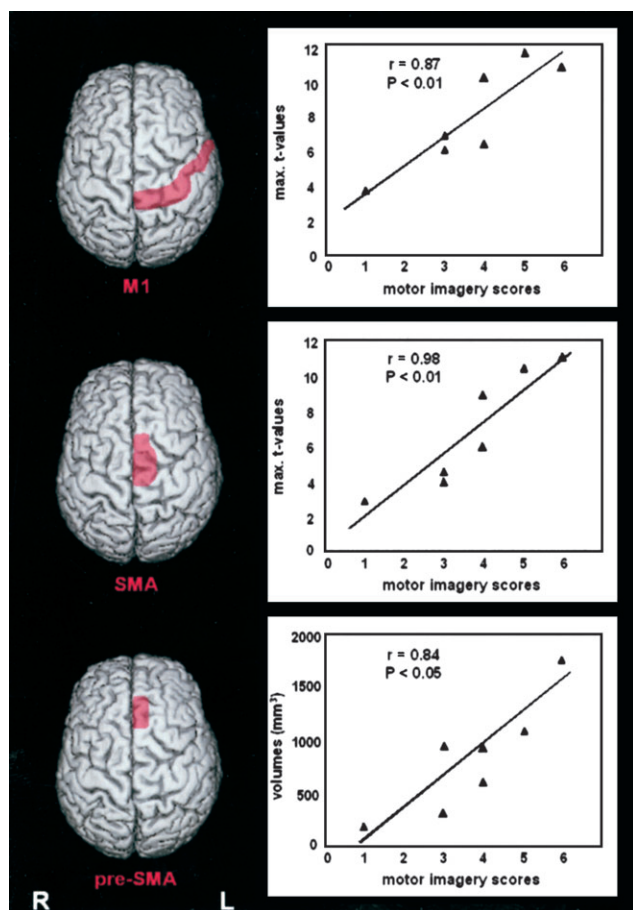 12
10
8
6
4
2
0
r = 0.87
P < 0.01
max. t-values
0 1 2 3 4 5 6
motor imagery scores
M1
12
10
8
6
4
2
0
r = 0.98
P < 0.01
max. t-values
0 1 2 3 4 5 6
motor imagery scores
SMA
2000
1500
1000
500
0
r = 0.84
P < 0.05
volumes (mm³)
0 1 2 3 4 5 6
motor imagery scores
pre-SMA
R L